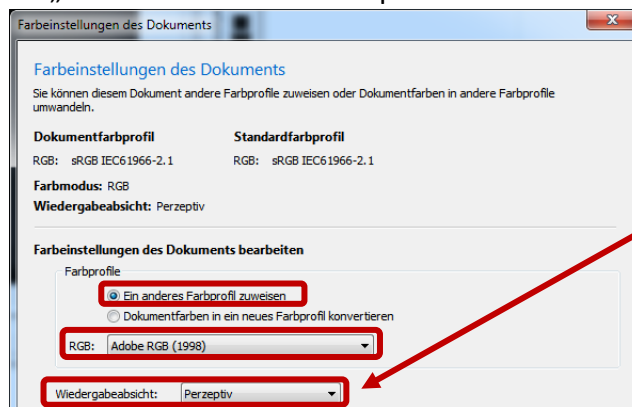 Farbeinstellungen des Dokuments
Farbeinstellungen des Dokuments
Sie können diesem Dokument andere Farbprofile zuweisen oder Dokumentfarben in andere Farbprofile
umwandeln.
Dokumentfarbprofil Standardfarbprofil
RGB: sRGB IEC61966-2.1 RGB: sRGB IEC61966-2.1
Farbmodus: RGB
Wiedergabeabsicht: Perzeptiv
Farbeinstellungen des Dokuments bearbeiten
Farbprofile
Ein anderes Farbprofil zuweisen
Dokumentfarben in ein neues Farbprofil konvertieren
RGB: Adobe RGB (1998)
Wiedergabeabsicht: Perzeptiv